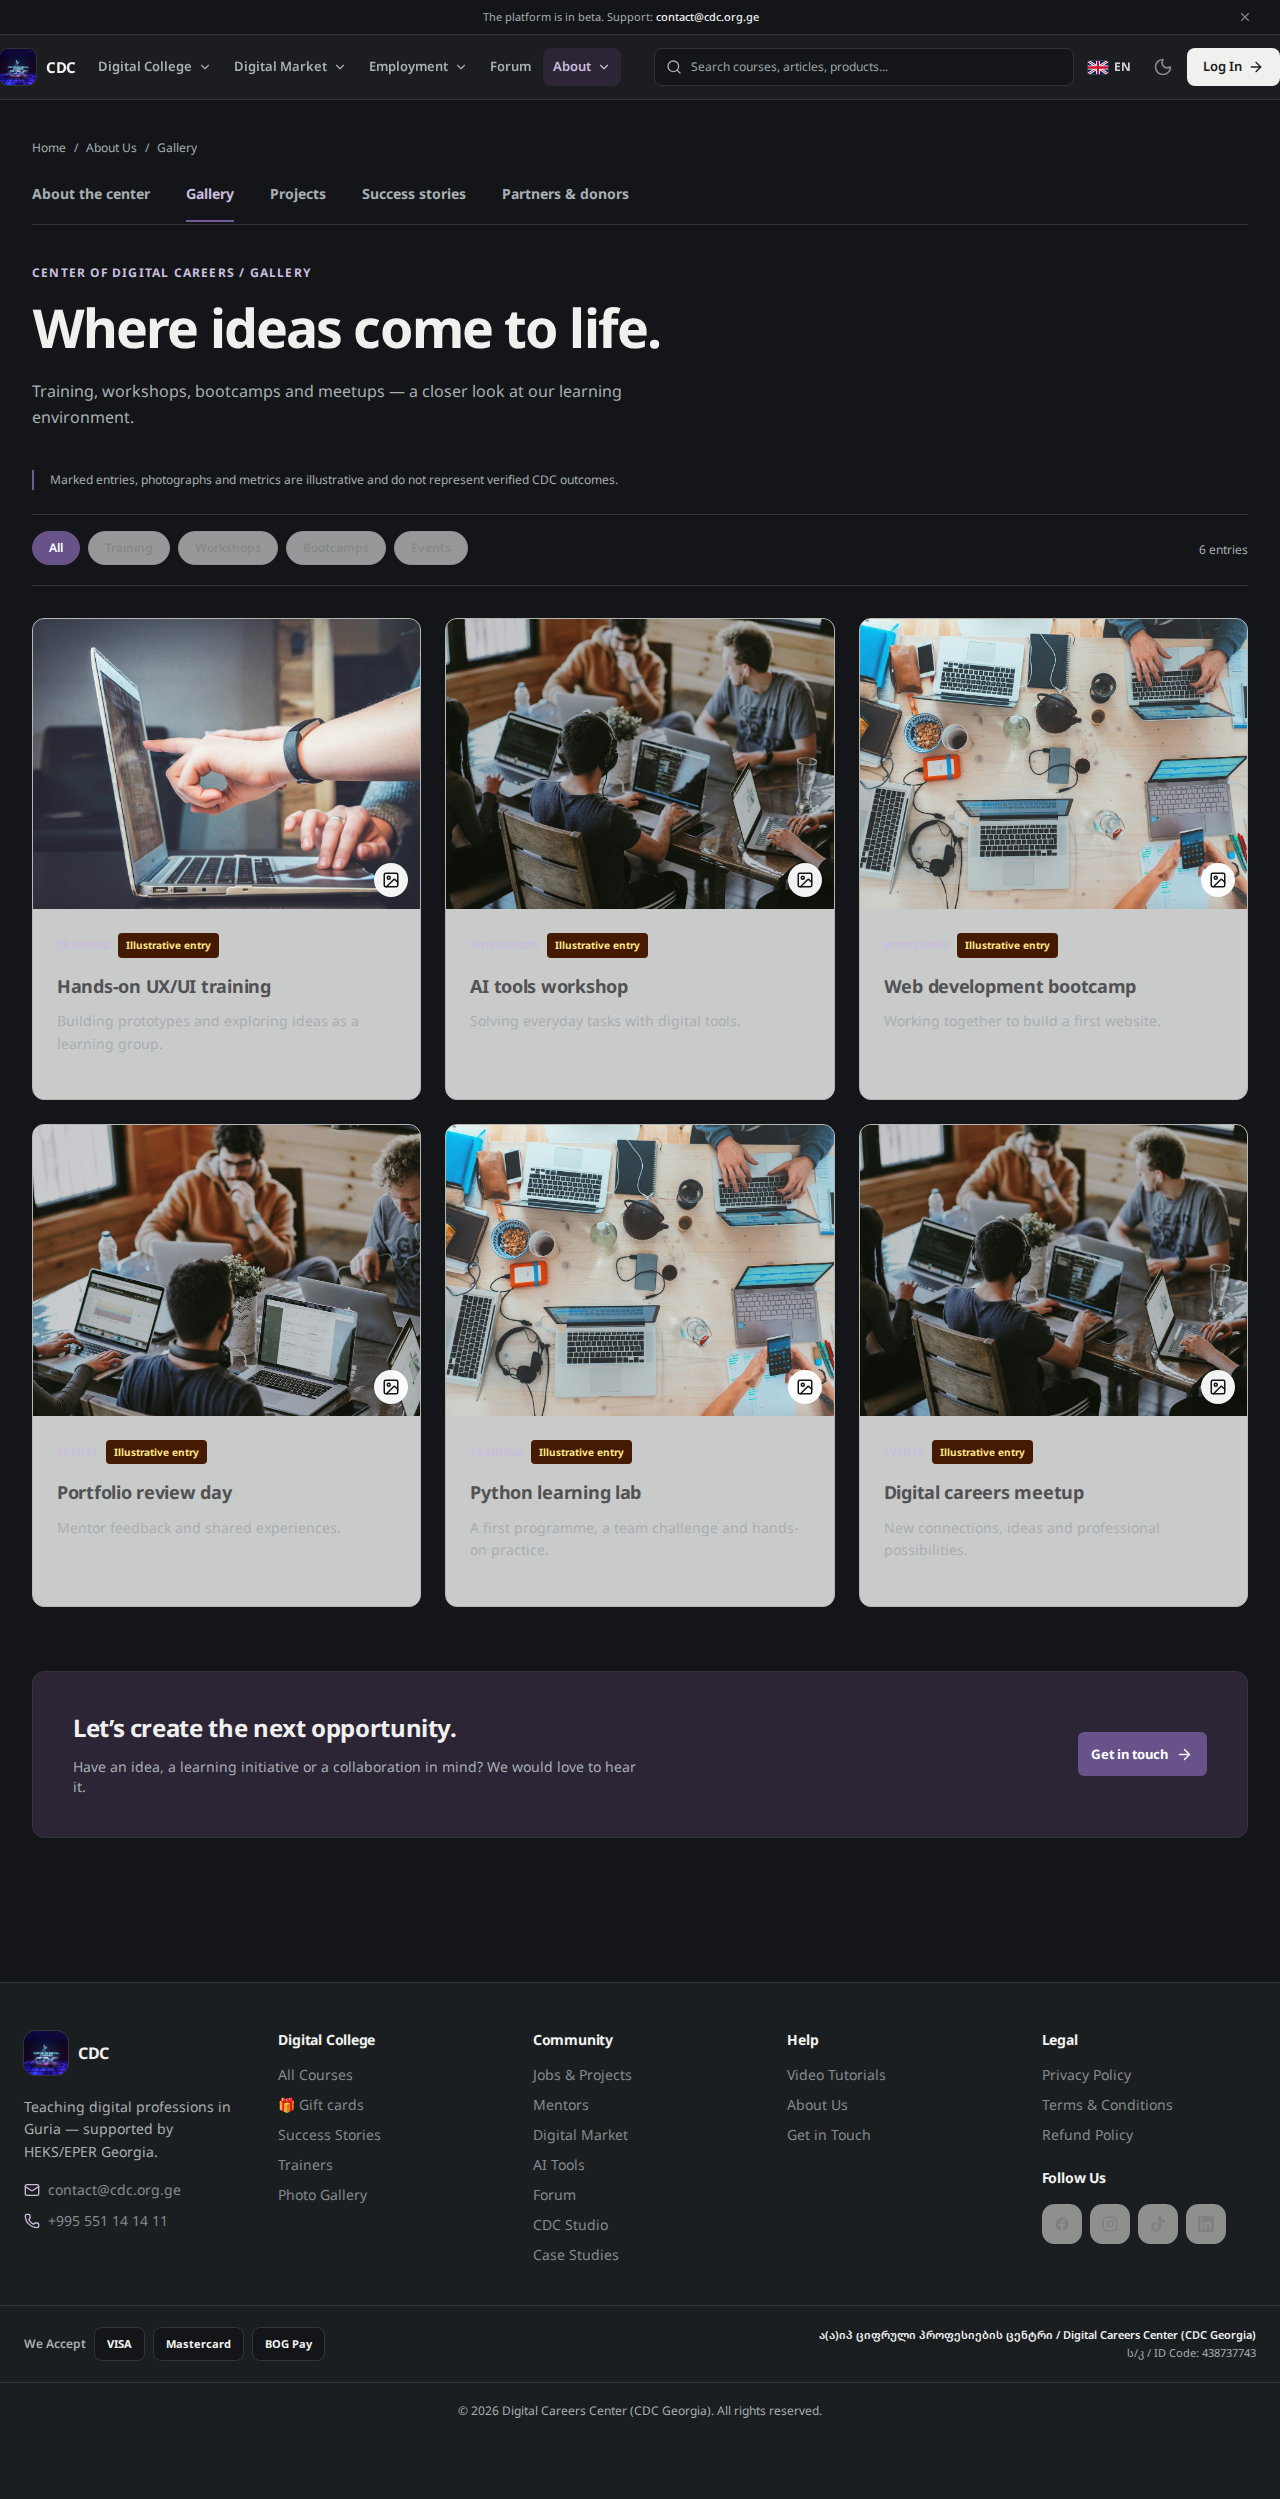 The platform is in beta. Support: contact@cdc.org.ge
CDC
Digital College
Digital Market
Employment
Forum
About
Search courses, articles, products...
EN
Log In
Home / About Us / Gallery
About the center
Gallery
Projects
Success stories
Partners & donors
CENTER OF DIGITAL CAREERS / GALLERY
Where ideas come to life.
Training, workshops, bootcamps and meetups — a closer look at our learning
environment.
Marked entries, photographs and metrics are illustrative and do not represent verified CDC outcomes.
All
Training
Workshops
Bootcamps
Events
6 entries
TRAINING
Illustrative entry
Hands-on UX/UI training
Building prototypes and exploring ideas as a
learning group.
WORKSHOPS
Illustrative entry
AI tools workshop
Solving everyday tasks with digital tools.
BOOTCAMPS
Illustrative entry
Web development bootcamp
Working together to build a first website.
EVENTS
Illustrative entry
Portfolio review day
Mentor feedback and shared experiences.
TRAINING
Illustrative entry
Python learning lab
A first programme, a team challenge and hands-
on practice.
EVENTS
Illustrative entry
Digital careers meetup
New connections, ideas and professional
possibilities.
Let’s create the next opportunity.
Have an idea, a learning initiative or a collaboration in mind? We would love to hear
it.
Get in touch
CDC
Teaching digital professions in
Guria — supported by
HEKS/EPER Georgia.
contact@cdc.org.ge
+995 551 14 14 11
Digital College
All Courses
🎁 Gift cards
Success Stories
Trainers
Photo Gallery
Community
Jobs & Projects
Mentors
Digital Market
AI Tools
Forum
CDC Studio
Case Studies
Help
Video Tutorials
About Us
Get in Touch
Legal
Privacy Policy
Terms & Conditions
Refund Policy
Follow Us
We Accept
VISA
Mastercard
BOG Pay
ა(ა)იპ ციფრული პროფესიების ცენტრი / Digital Careers Center (CDC Georgia)
ს/კ / ID Code: 438737743
© 2026 Digital Careers Center (CDC Georgia). All rights reserved.